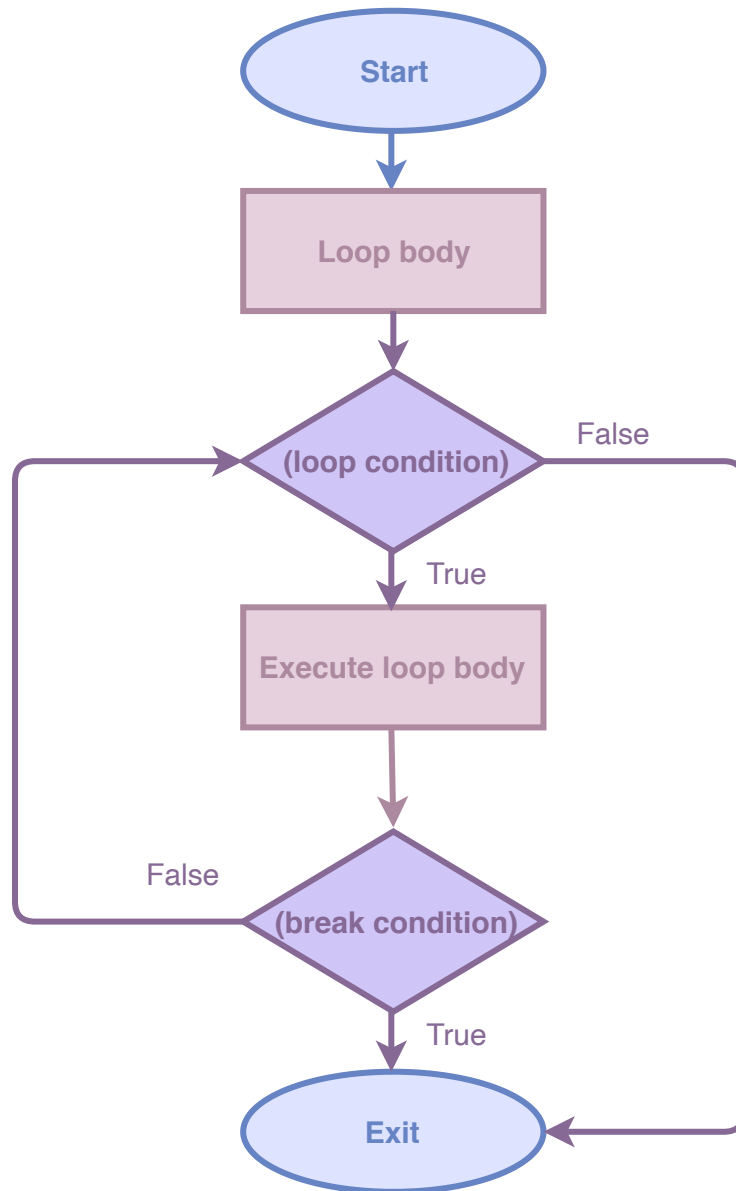 Start
Loop body
(loop condition)
False
True
Execute loop body
False
(break condition)
True
Exit